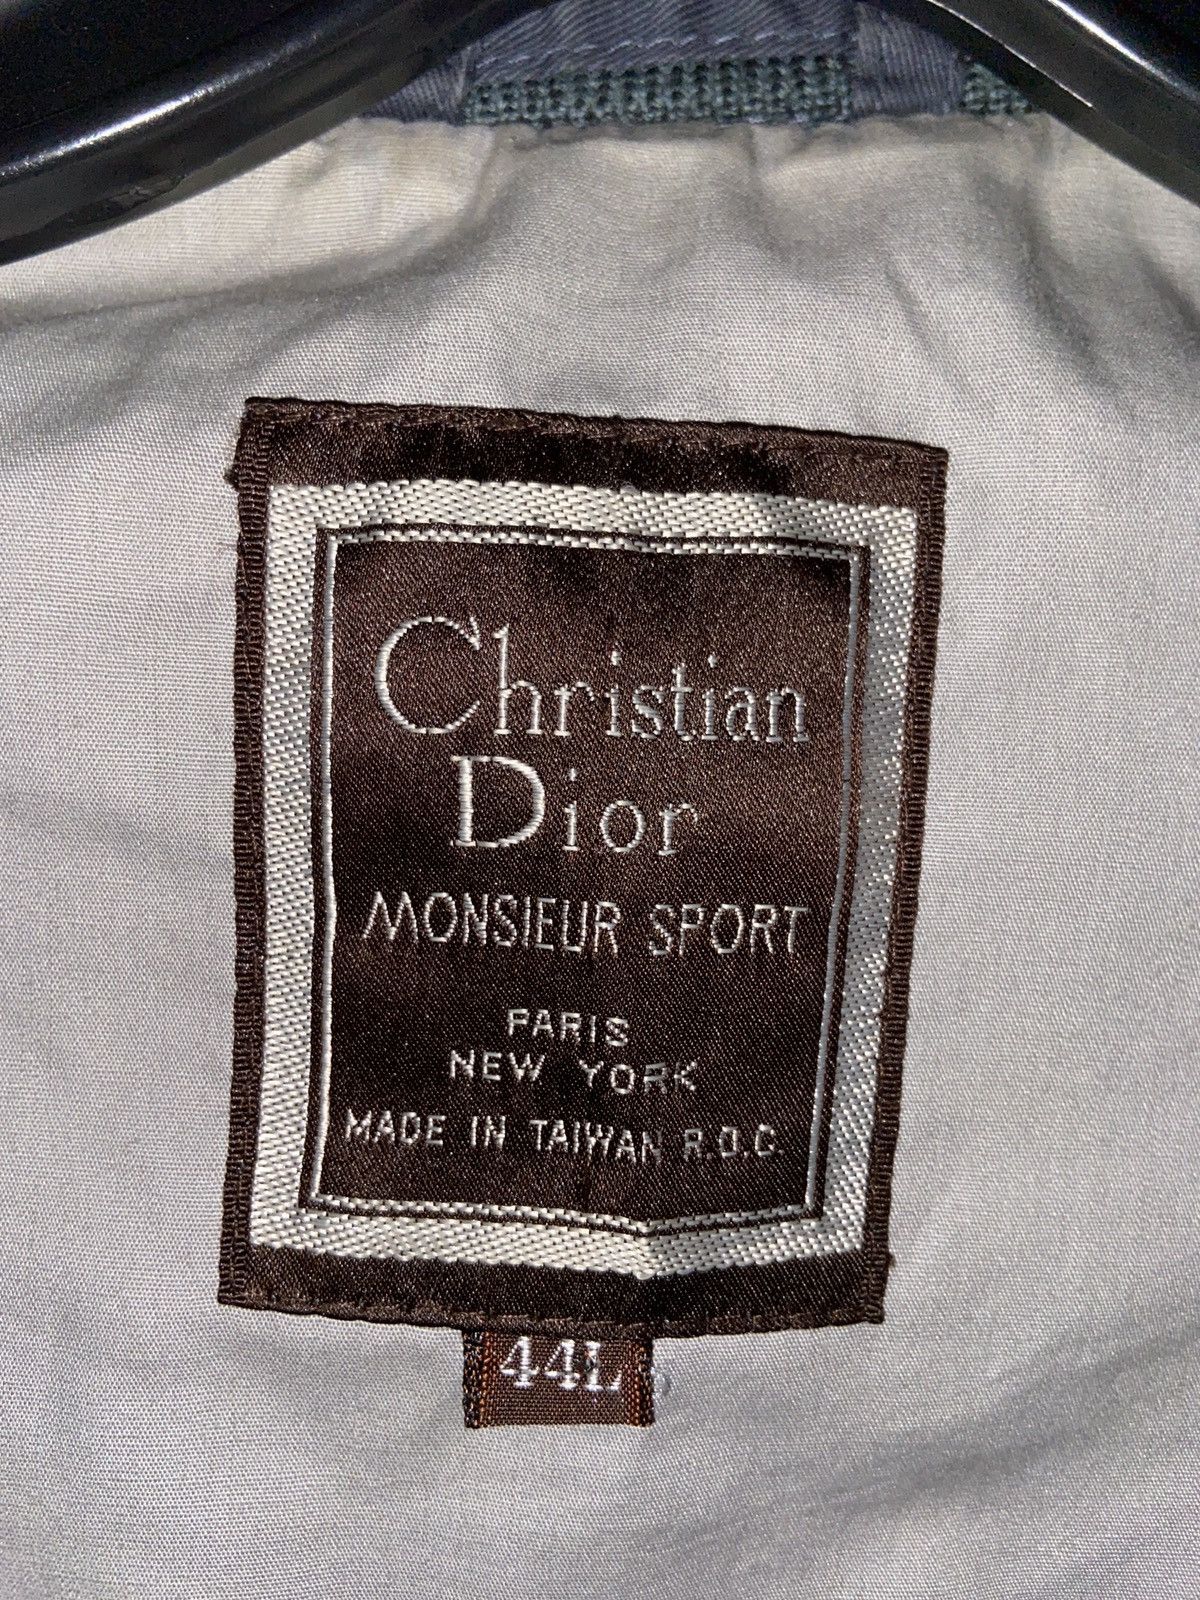 Christian
Dior
MONSIEUR SPORT
PARIS
NEW YORK
MADE IN TAIWAN R.O.C.
44L